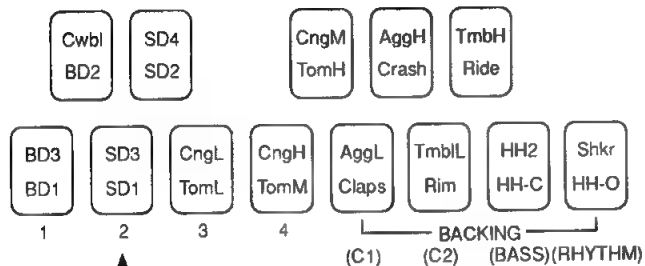 Cwbl SD4 CngM AggH TmbH
BD2 SD2 TomH Crash Ride
BD3 SD3 CngL CngH AggL TmblL HH2 Shkr
BD1 SD1 TomL TomM Claps Rim HH-C HH-O
1 2 3 4 BACKING
(C1) (C2) (BASS) (RHYTHM)